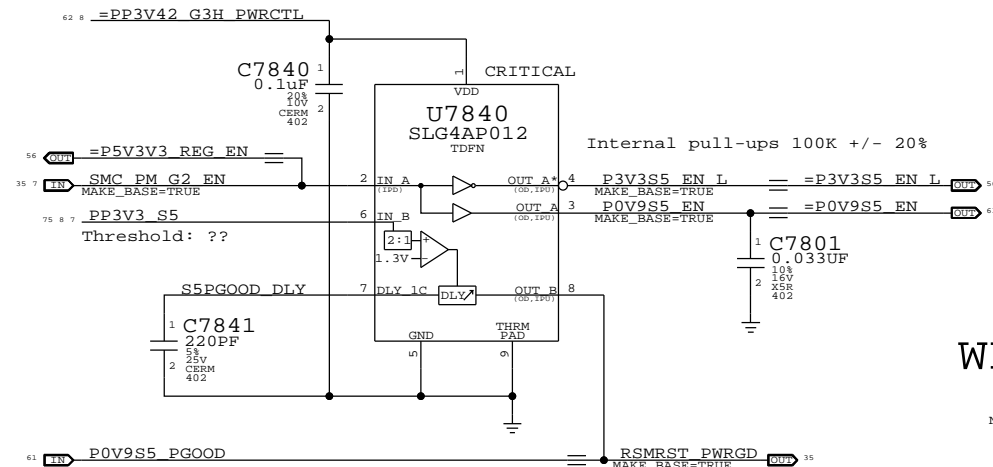 62 8 =PP3V42_G3H_PWRCTL
C7840 1
0.1uF
20%
10V
CERM
402
2
1
CRITICAL
VDD
U7840
SLG4AP012
TDFN
Internal pull-ups 100K +/- 20%
56 OUT =P5V3V3_REG_EN
35 7 IN SMC_PM_G2_EN
MAKE_BASE=TRUE
2 IN_A
(IPD)
OUT_A* 4
(OD,IPU)
P3V3S5_EN_L
MAKE_BASE=TRUE
=P3V3S5_EN_L OUT
75 8 7 PP3V3_S5
Threshold: ??
6 IN_B
OUT_A 3
(OD,IPU)
P0V9S5_EN
MAKE_BASE=TRUE
=P0V9S5_EN OUT
2:1
+
1.3V
-
1 C7801
0.033UF
10%
16V
X5R
402
2
S5PGOOD_DLY
7 DLY_1C
DLY
OUT_B 8
(OD,IPU)
1 C7841
220PF
5%
25V
CERM
402
2
GND
THRM
PAD
5
9
61 IN P0V9S5_PGOOD
RSMRST_PWRGD OUT 35
MAKE_BASE=TRUE